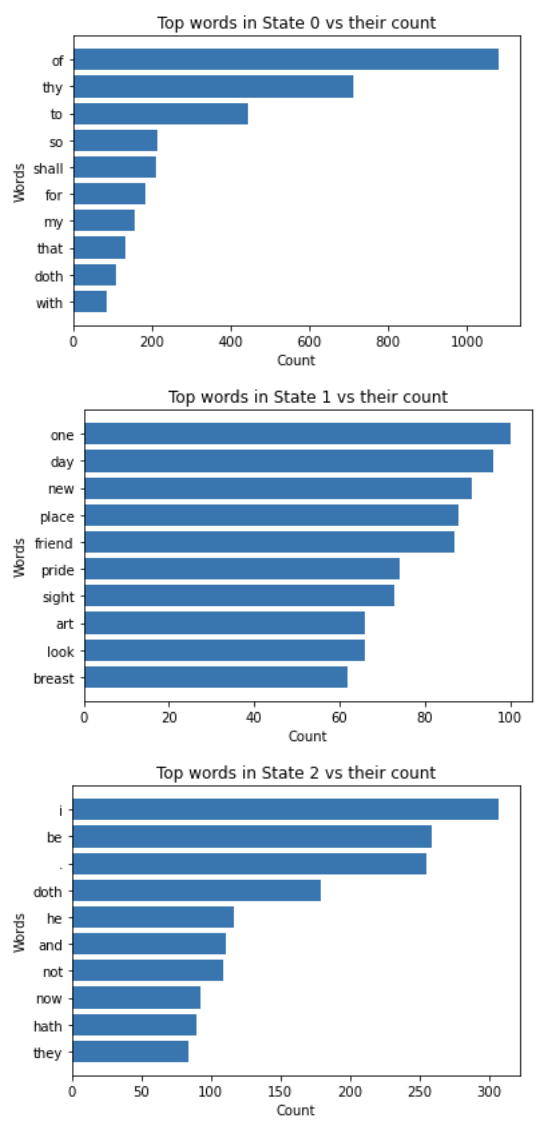 Top words in State 0 vs their count
of
thy
to
so
shall
for
my
that
doth
with
Words
0 200 400 600 800 1000
Count
Top words in State 1 vs their count
one
day
new
place
friend
pride
sight
art
look
breast
Words
0 20 40 60 80 100
Count
Top words in State 2 vs their count
i
be
.
doth
he
and
not
now
hath
they
Words
0 50 100 150 200 250 300
Count